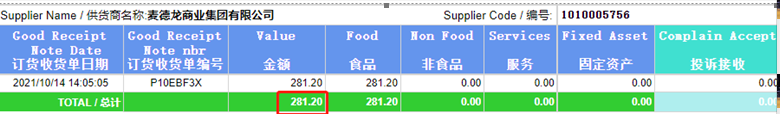 Supplier Name / 供货商名称:麦德龙商业集团有限公司 Supplier Code / 编号: 1010005756
Good Receipt Good Receipt Value Food Non Food Services Fixed Asset Complain Accept
Note Date Note nbr
订货收货单日期 订货收货单编号 金额 食品 非食品 服务 固定资产 投诉接收
2021/10/14 14:05:05 P10EBF3X 281.20 281.20 0.00 0.00 0.00 0.00
TOTAL / 总计 281.20 281.20 0.00 0.00 0.00 0.00